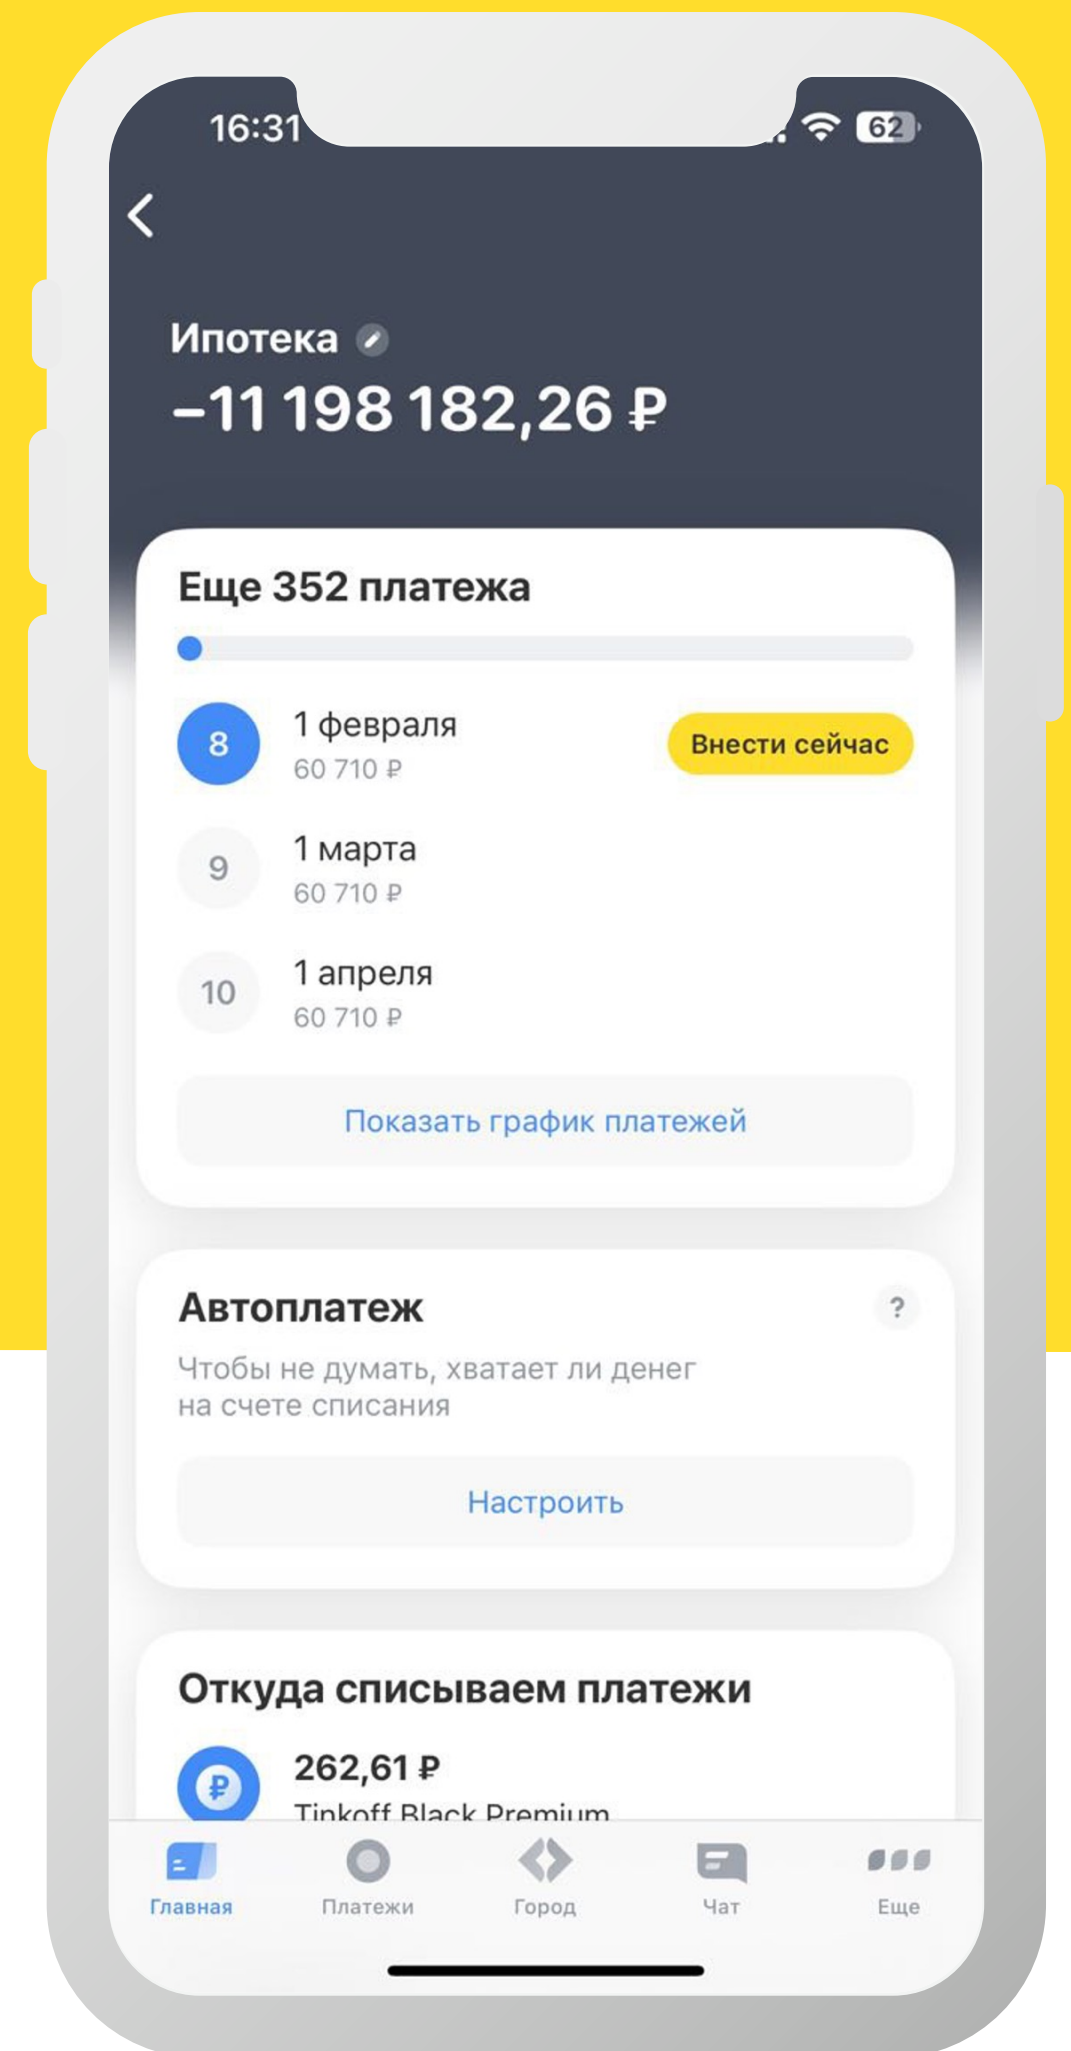 16:31
62
Ипотека
–11 198 182,26 ₽
Еще 352 платежа
8
1 февраля
60 710 ₽
Внести сейчас
9
1 марта
60 710 ₽
10
1 апреля
60 710 ₽
Показать график платежей
Автоплатеж
?
Чтобы не думать, хватает ли денег
на счете списания
Настроить
Откуда списываем платежи
₽
262,61 ₽
Tinkoff Black Premium
Главная
Платежи
Город
Чат
Еще